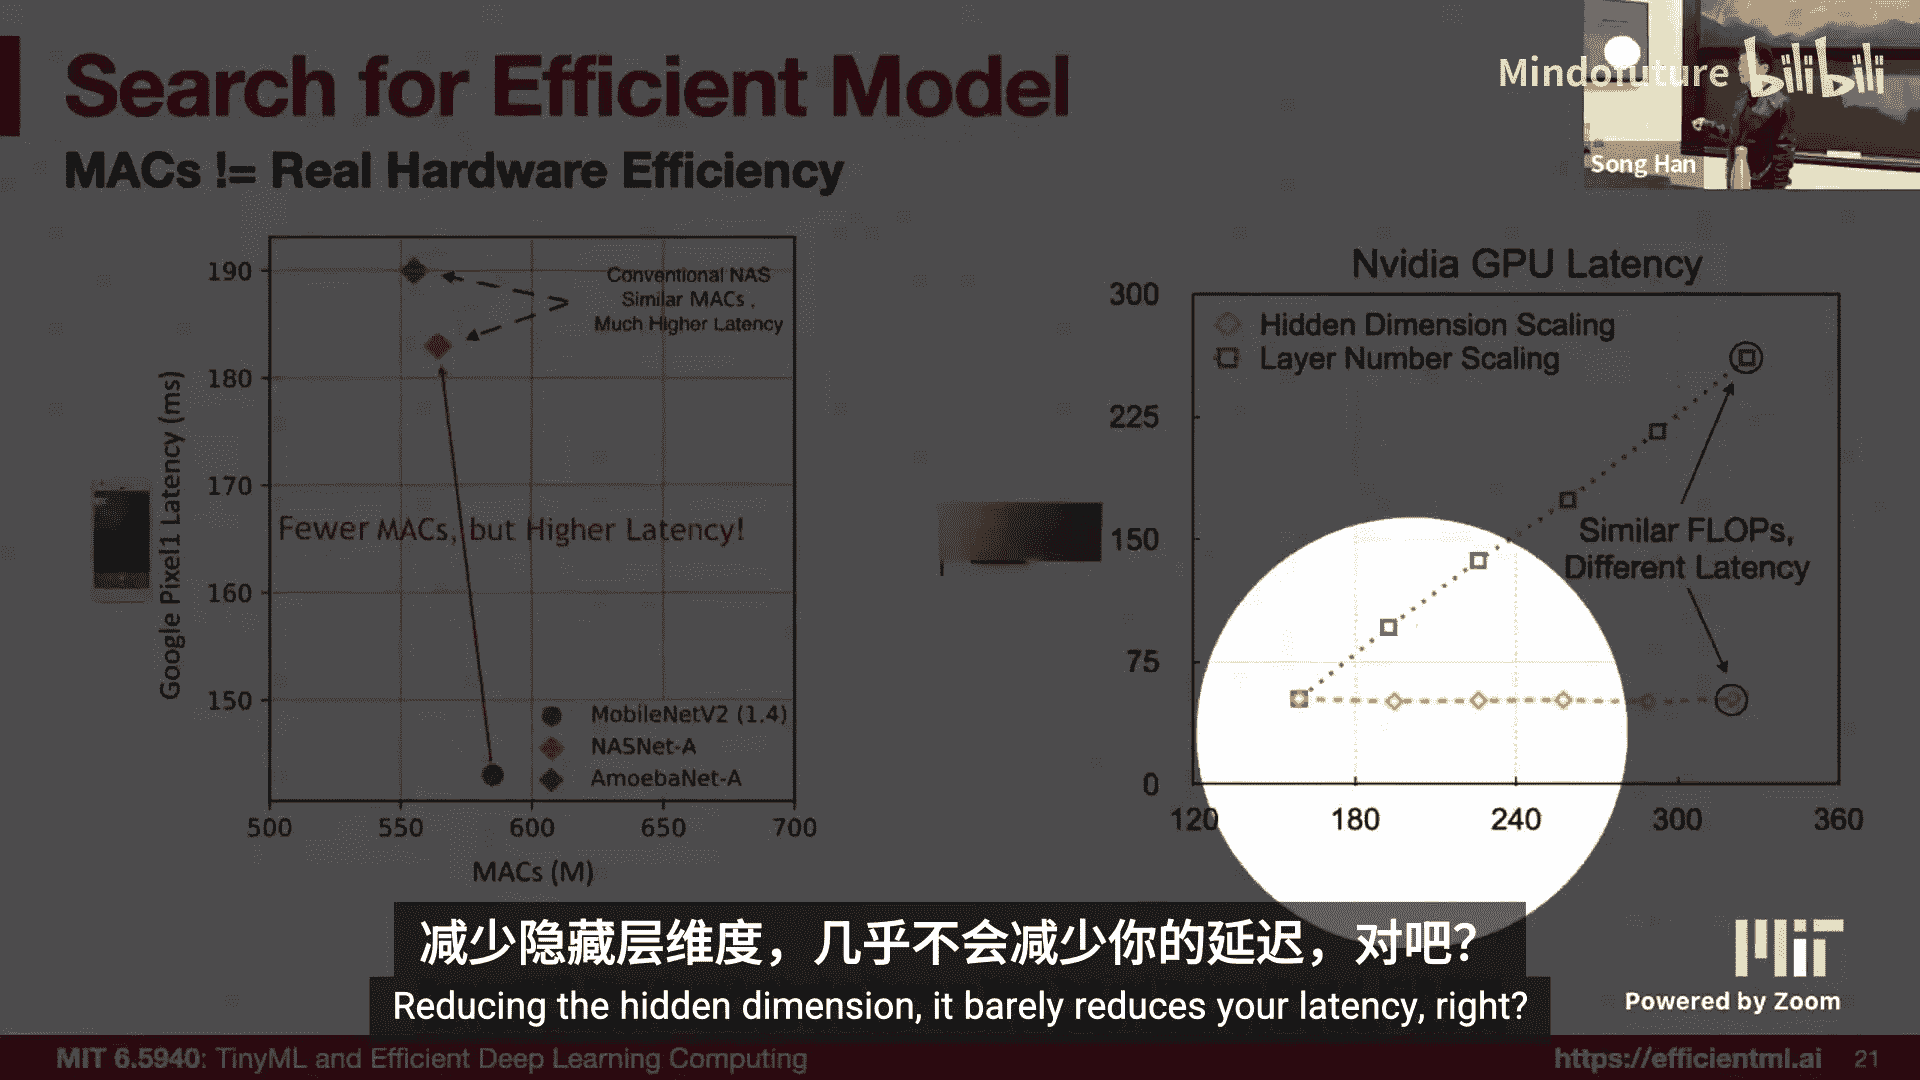 Search for Efficient Model
MACs != Real Hardware Efficiency
Mindofuture bilibili
Song Han
190
180
170
160
150
Google Pixel1 Latency (ms)
Conventional NAS
Similar MACs ,
Much Higher Latency
Fewer MACs, but Higher Latency!
MobileNetV2 (1.4)
NASNet-A
AmoebaNet-A
500 550 600 650 700
MACs (M)
Nvidia GPU Latency
300
225
150
75
0
Hidden Dimension Scaling
Layer Number Scaling
Similar FLOPs,
Different Latency
120 180 240 300 360
减少隐藏层维度，几乎不会减少你的延迟，对吧？
Reducing the hidden dimension, it barely reduces your latency, right?
MIT
Powered by Zoom
MIT 6.5940: TinyML and Efficient Deep Learning Computing
https://efficientml.ai 21